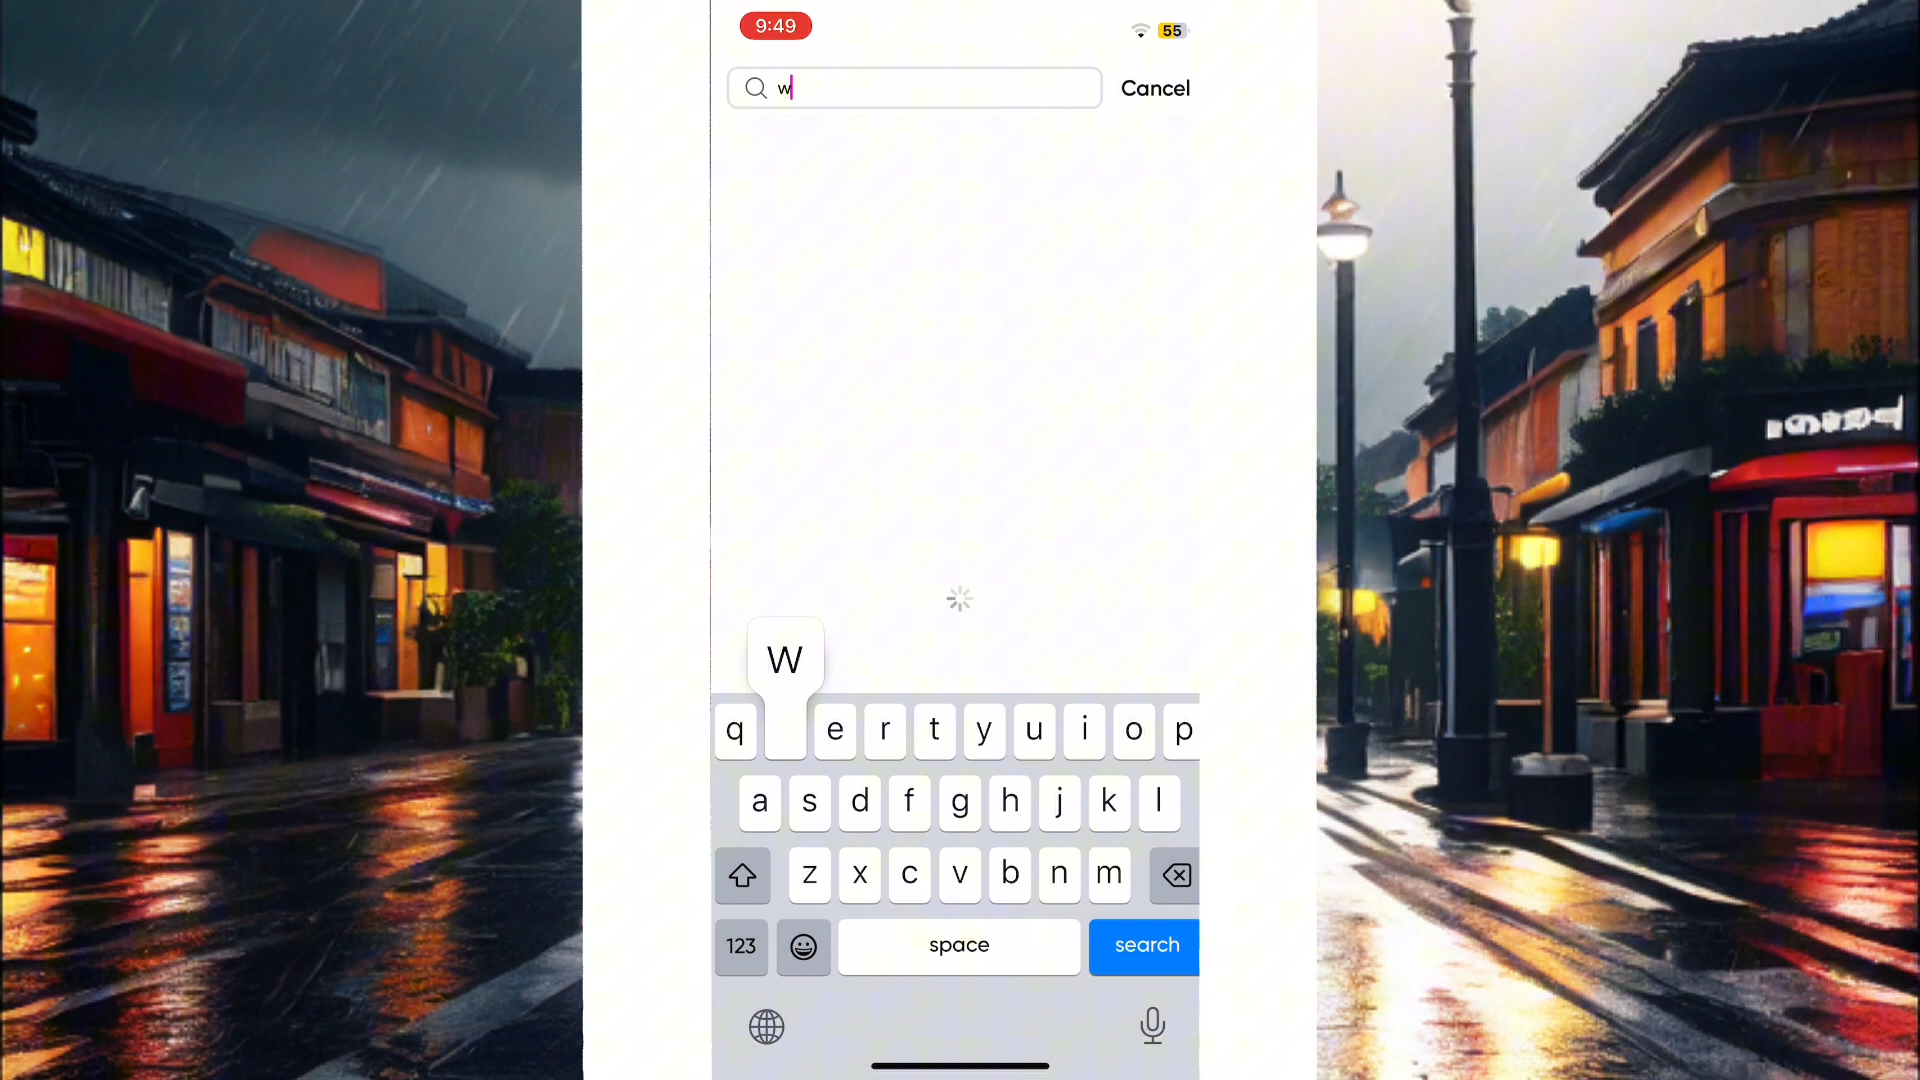 9:49
55
w
Cancel
W
q e r t y u i o p
a s d f g h j k l
z x c v b n m
123 space search